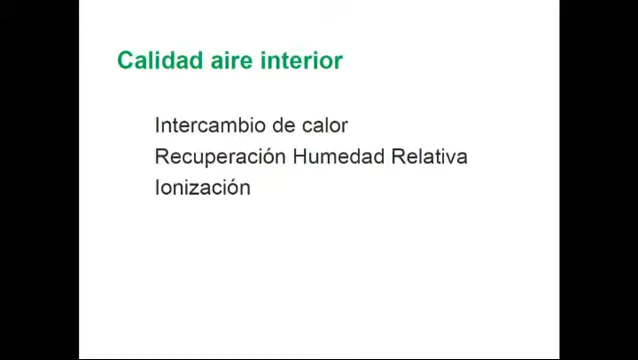 Calidad aire interior
Intercambio de calor
Recuperación Humedad Relativa
Ionización